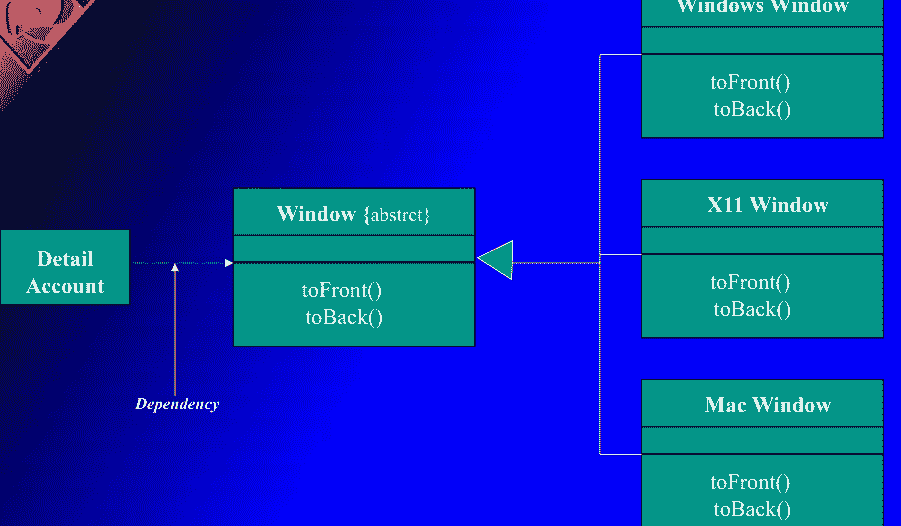 Windows Window
toFront()
toBack()
X11 Window
Window {abstrct}
Detail
Account
toFront()
toBack()
toFront()
toBack()
Dependency
Mac Window
toFront()
toBack()